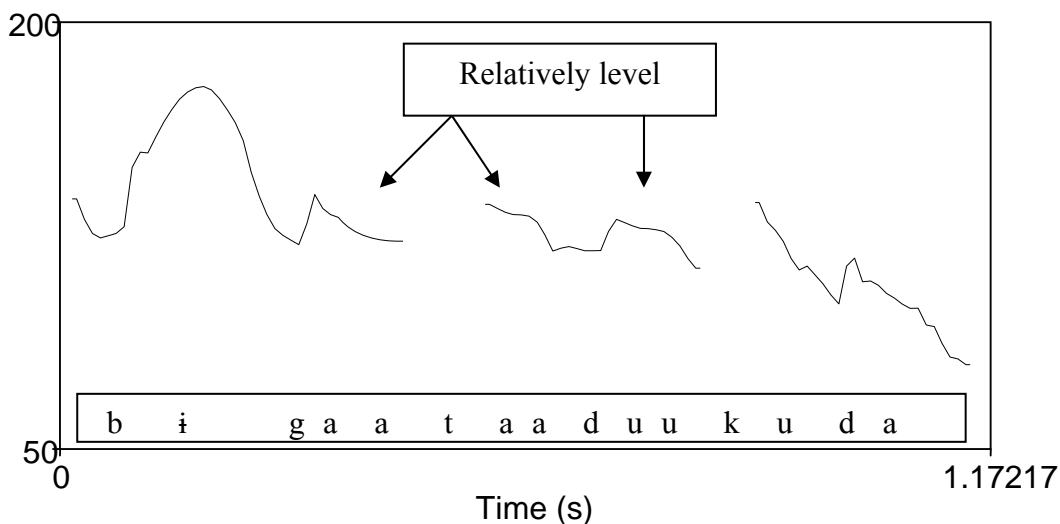 200
Relatively level
b ɨ g a a t a a d u u k u d a
50
0 1.17217
Time (s)